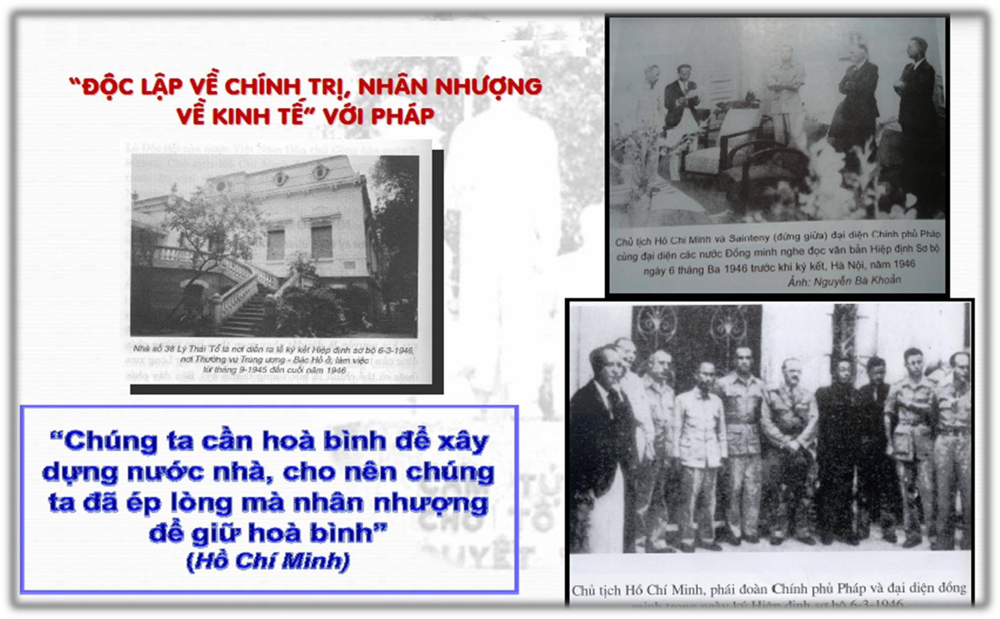 “ĐỘC LẬP VỀ CHÍNH TRỊ, NHÂN NHƯỢNG
VỀ KINH TẾ“ VỚI PHÁP
Nhà số 38 Lý Thái Tổ là nơi diễn ra lễ ký kết Hiệp định sơ bộ 6-3-1946,
nơi Thường vụ Trung ương - Bác Hồ ở, làm việc
từ tháng 9-1945 đến cuối năm 1946
“Chúng ta cần hoà bình để xây
dựng nước nhà, cho nên chúng
ta đã ép lòng mà nhân nhượng
để giữ hoà bình”
(Hồ Chí Minh)
Chủ tịch Hồ Chí Minh và Sainteny (đứng giữa) đại diện Chính phủ Pháp
cùng đại diện các nước Đồng minh nghe đọc văn bản Hiệp định Sơ bộ
ngày 6 tháng Ba 1946 trước khi ký kết, Hà Nội, năm 1946
Ảnh: Nguyễn Bá Khoản
Chủ tịch Hồ Chí Minh, phái đoàn Chính phủ Pháp và đại diện đồng
minh trong ngày ký Hiệp định sơ bộ 6-3-1946
CẢM TỬ
CHO TỔ
QUYẾT